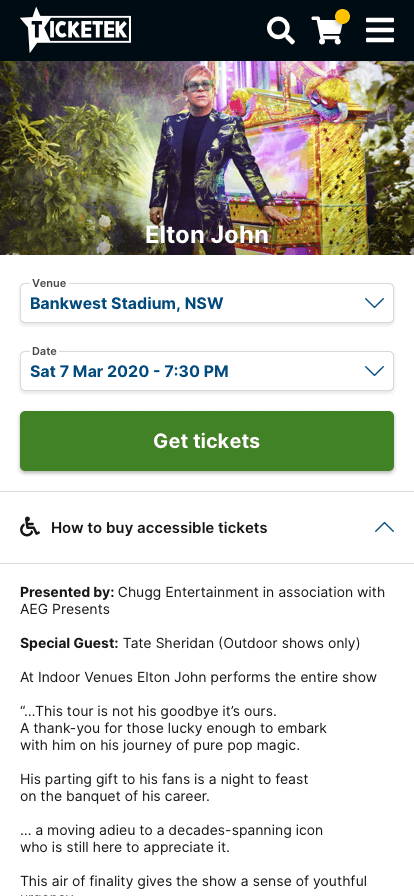 TICKETEK
Elton John
Venue
Bankwest Stadium, NSW
Date
Sat 7 Mar 2020 - 7:30 PM
Get tickets
How to buy accessible tickets
Presented by: Chugg Entertainment in association with
AEG Presents
Special Guest: Tate Sheridan (Outdoor shows only)
At Indoor Venues Elton John performs the entire show
“...This tour is not his goodbye it’s ours.
A thank-you for those lucky enough to embark
with him on his journey of pure pop magic.
His parting gift to his fans is a night to feast
on the banquet of his career.
... a moving adieu to a decades-spanning icon
who is still here to appreciate it.
This air of finality gives the show a sense of youthful